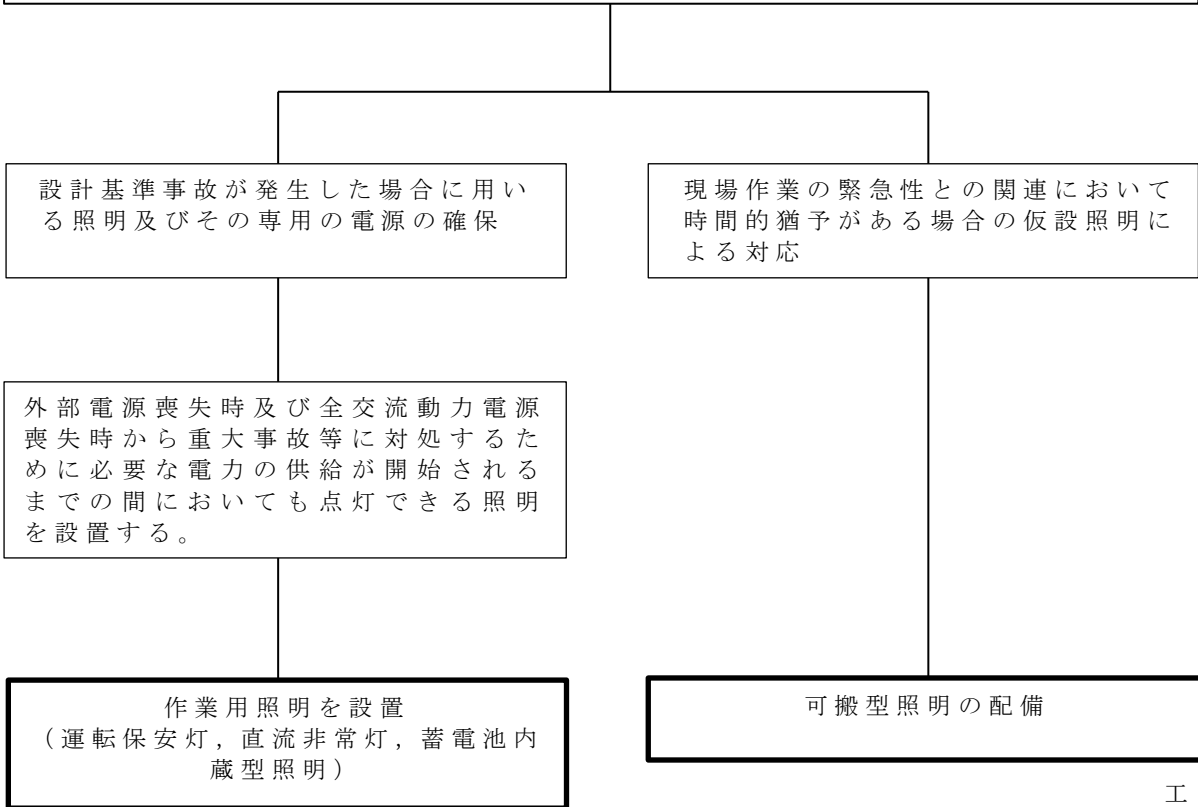 設計基準事故が発生した場合に用い
る照明及びその専用の電源の確保
現場作業の緊急性との関連において
時間的猶予がある場合の仮設照明に
よる対応
外部電源喪失時及び全交流動力電源
喪失時から重大事故等に対処するた
めに必要な電力の供給が開始される
までの間においても点灯できる照明
を設置する。
作業用照明を設置
(運転保安灯,直流非常灯,蓄電池内
蔵型照明)
可搬型照明の配備
工